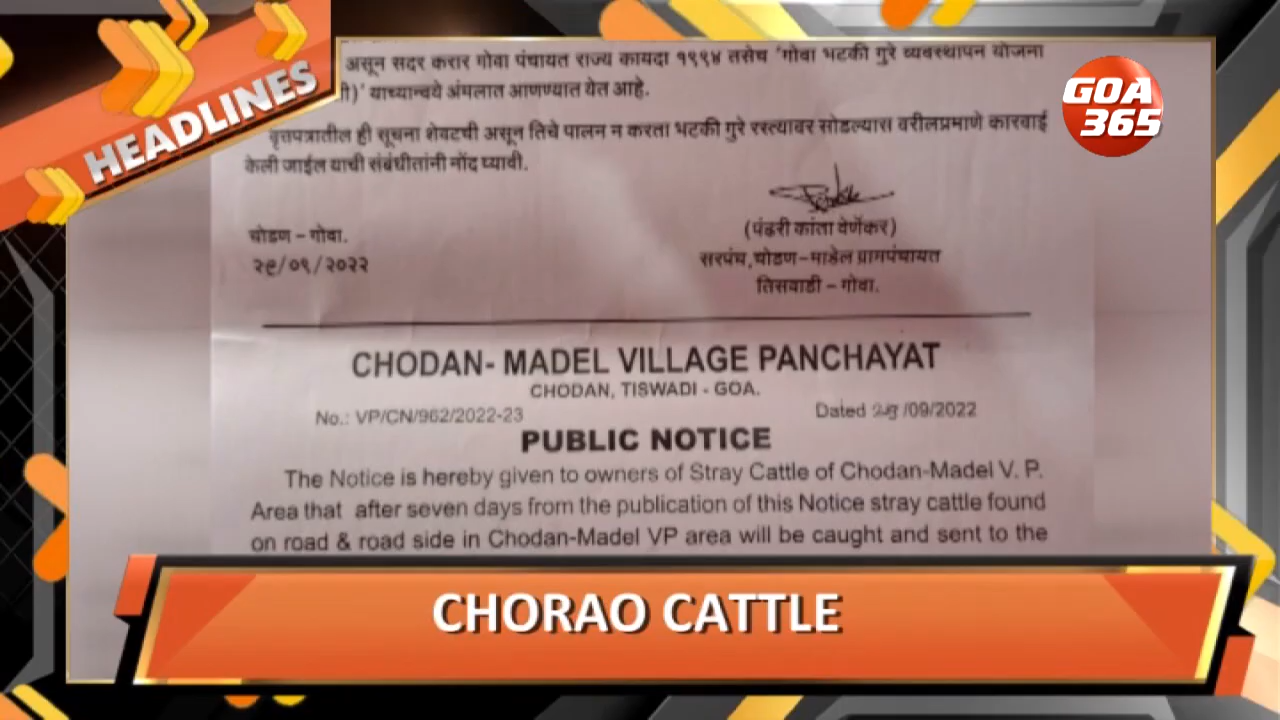 HEADLINES
GOA
365
असून सदर करार गोवा पंचायत राज्य कायदा १९९४ तसेच 'गोवा भटकी गुरे व्यवस्थापन योजना
' याच्यान्वये अंमलात आणण्यात येत आहे.
वृत्तपत्रातील ही सूचना शेवटची असून तिचे पालन न करता भटकी गुरे रस्त्यावर सोडल्यास वरीलप्रमाणे कारवाई
केली जाईल याची संबंधीतांनी नोंद घ्यावी.
(पंढरी कांता वेर्णेकर)
चोडण – गोवा.
सरपंच,चोडण-माडेल ग्रामपंचायत
२९/०९/२०२२
तिसवाडी – गोवा.
CHODAN- MADEL VILLAGE PANCHAYAT
CHODAN, TISWADI - GOA.
No.: VP/CN/962/2022-23
Dated /09/2022
PUBLIC NOTICE
The Notice is hereby given to owners of Stray Cattle of Chodan-Madel V. P.
Area that after seven days from the publication of this Notice stray cattle found
on road & road side in Chodan-Madel VP area will be caught and sent to the
CHORAO CATTLE